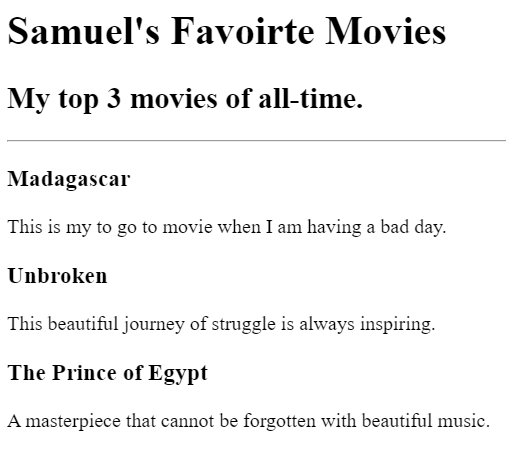 Samuel's Favoirte Movies
My top 3 movies of all-time.
Madagascar
This is my to go to movie when I am having a bad day.
Unbroken
This beautiful journey of struggle is always inspiring.
The Prince of Egypt
A masterpiece that cannot be forgotten with beautiful music.